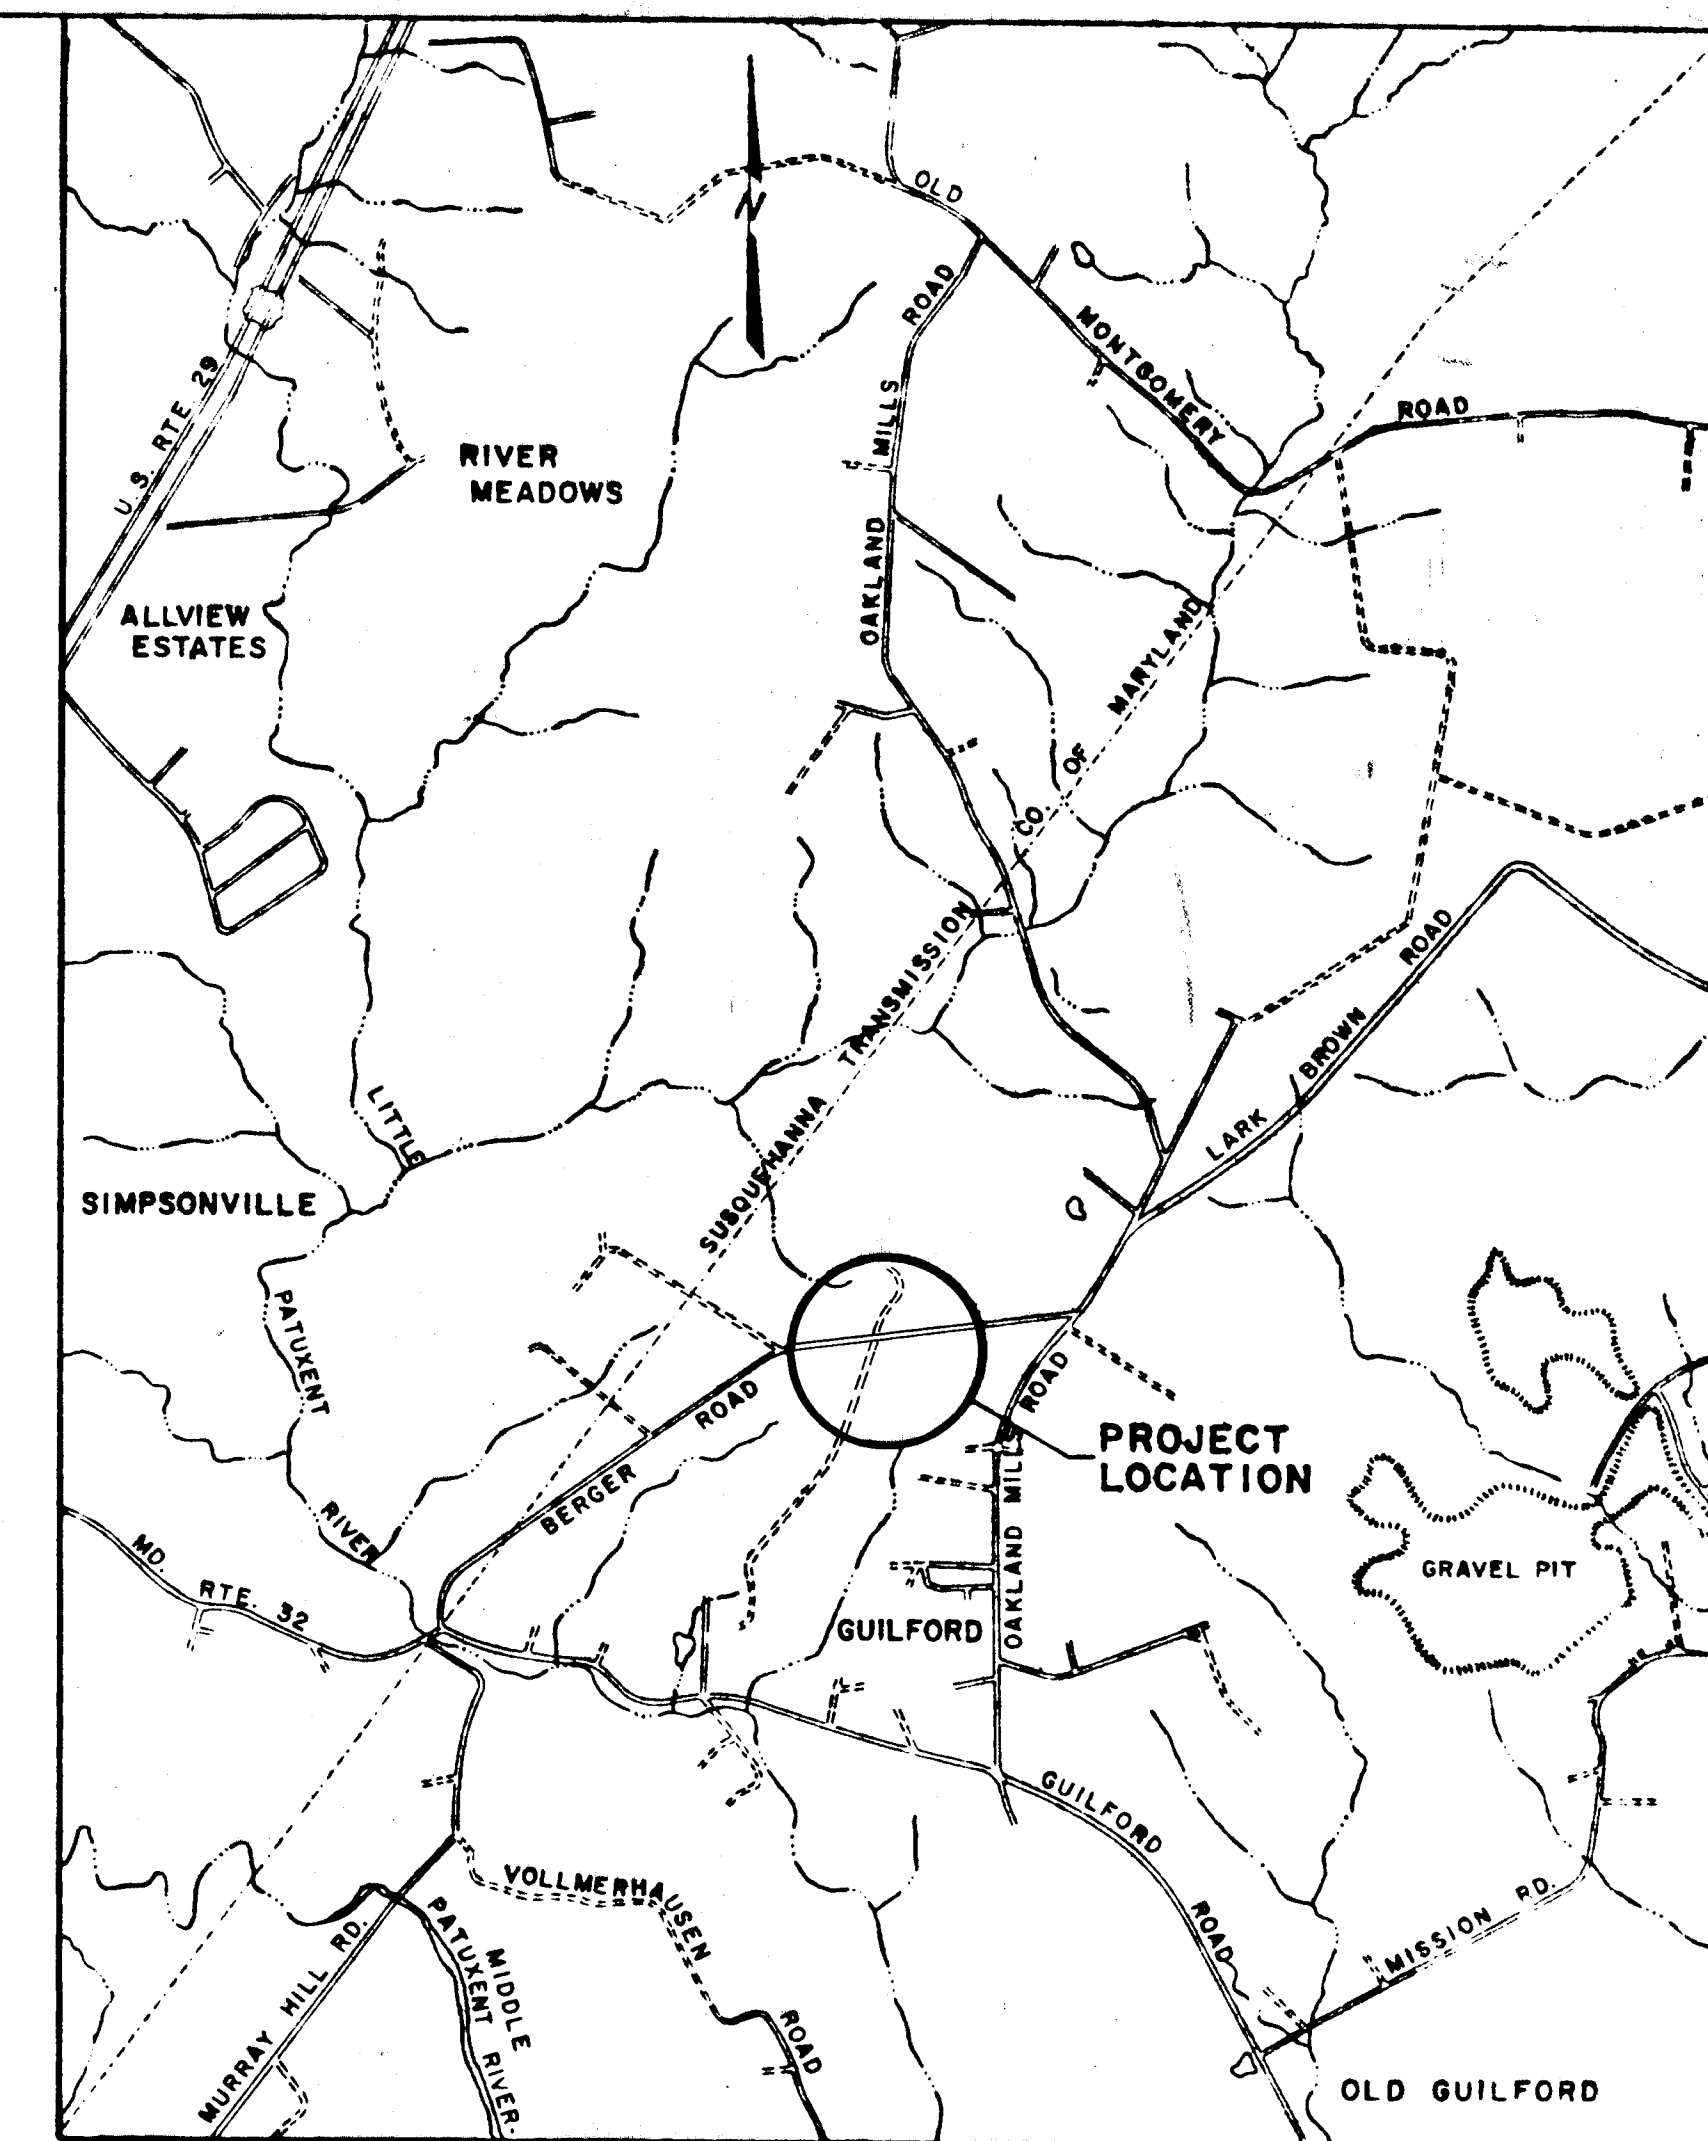 N
OLD
MONTGOMERY
ROAD
ROAD
MILLS
OAKLAND
U.S. RTE. 29
RIVER
MEADOWS
ALLVIEW
ESTATES
SUSQUEHANNA TRANSMISSION CO OF MARYLAND
LARK BROWN ROAD
LITTLE
PATUXENT
RIVER
SIMPSONVILLE
BERGER ROAD
ROAD
OAKLAND MILLS
PROJECT
LOCATION
GRAVEL PIT
MD. RTE. 32
GUILFORD
GUILFORD
ROAD
VOLLMERHAUSEN
ROAD
MURRAY HILL RD.
MIDDLE
PATUXENT RIVER.
MISSION RD.
OLD GUILFORD